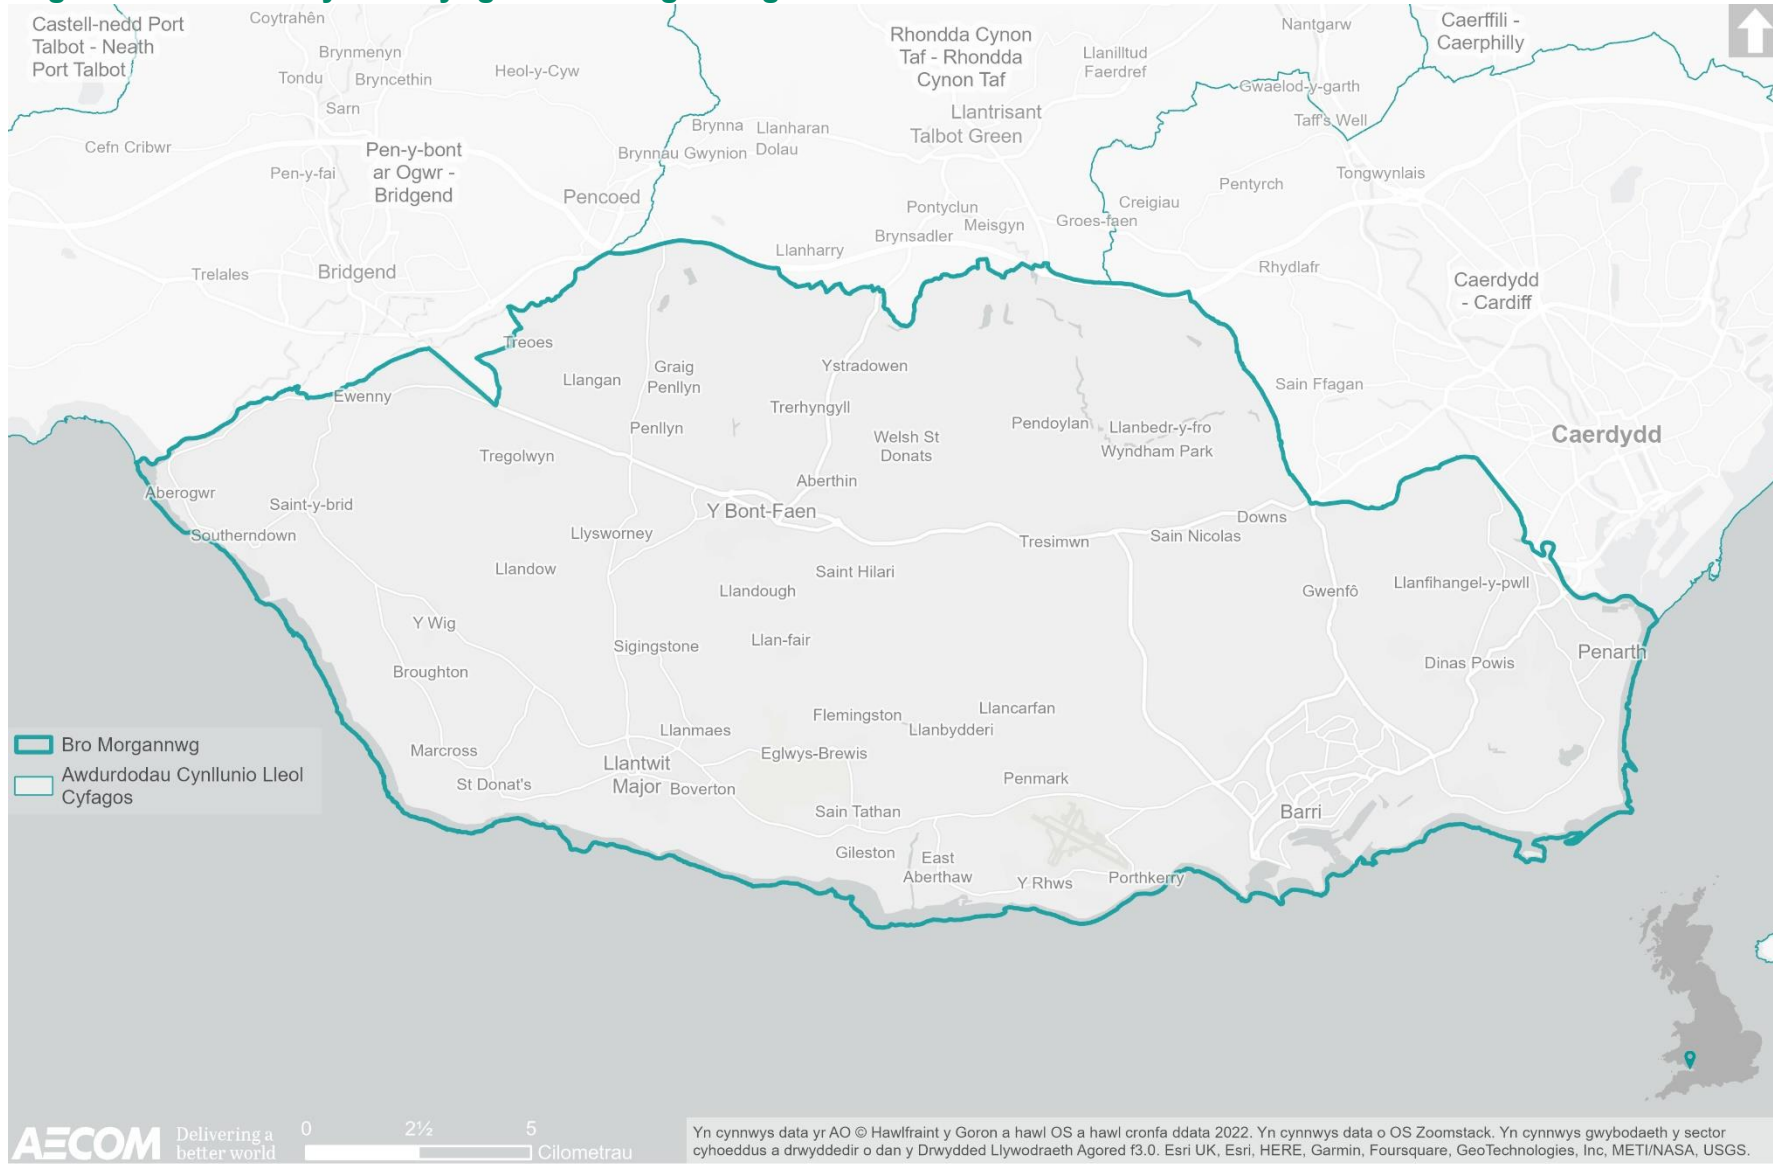 Castell-nedd Port
Talbot - Neath
Port Talbot
Coytrahên
Brynmenyn
Tondu
Bryncethin
Heol-y-Cyw
Sarn
Cefn Cribwr
Pen-y-fai
Pen-y-bont
ar Ogwr -
Bridgend
Rhondda Cynon
Taf - Rhondda
Cynon Taf
Llanilltud
Faerdref
Nantgarw
Caerffili -
Caerphilly
Gwaelod-y-garth
Taff's Well
Llantrisant
Talbot Green
Brynna
Llanharan
Brynnau Gwynion
Dolau
Pencoed
Tongwynlais
Pentyrch
Creigiau
Pontyclun
Meisgyn
Groes-faen
Brynsadler
Llanharry
Trelales
Bridgend
Rhydlafr
Caerdydd
- Cardiff
Treoes
Ewenny
Llangan
Graig
Penllyn
Ystradowen
Trerhyngyll
Penllyn
Welsh St
Donats
Pendoylan
Llanbedr-y-fro
Wyndham Park
Sain Ffagan
Caerdydd
Tregolwyn
Aberthin
Aberogwr
Saint-y-brid
Southerndown
Y Bont-Faen
Llysworney
Downs
Tresimwn
Sain Nicolas
Llandow
Saint Hilari
Llandough
Gwenfô
Llanfihangel-y-pwll
Y Wig
Sigingstone
Llan-fair
Broughton
Dinas Powis
Penarth
Flemingston
Llancarfan
Llanbydderi
Llanmaes
Marcross
Eglwys-Brewis
Llantwit
Major
Boverton
St Donat's
Penmark
Sain Tathan
Barri
Gileston
East
Aberthaw
Y Rhws
Porthkerry
Bro Morgannwg
Awdurdodau Cynllunio Lleol
Cyfagos
AECOM
Delivering a
better world
0 2½ 5
Cilometrau
Yn cynnwys data yr AO © Hawlfraint y Goron a hawl OS a hawl cronfa ddata 2022. Yn cynnwys data o OS Zoomstack. Yn cynnwys gwybodaeth y sector
cyhoeddus a drwyddedir o dan y Drwydded Llywodraeth Agored f3.0. Esri UK, Esri, HERE, Garmin, Foursquare, GeoTechnologies, Inc, METI/NASA, USGS.